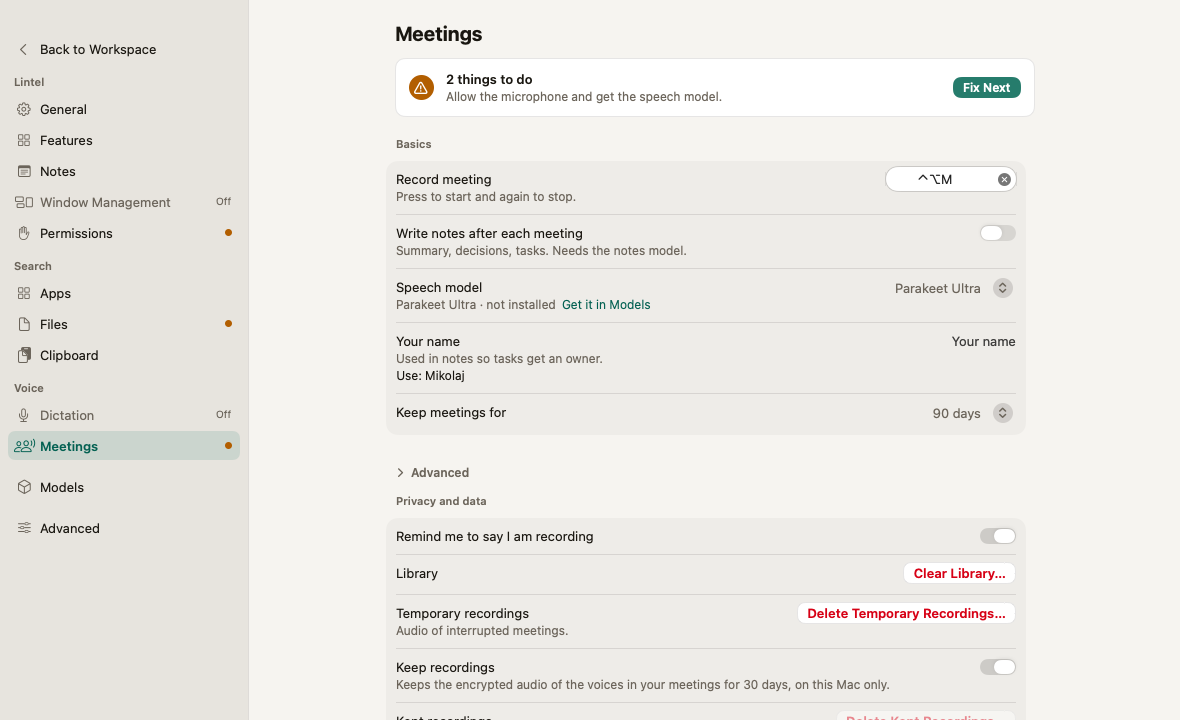 Back to Workspace
Lintel
General
Features
Notes
Window Management Off
Permissions
Search
Apps
Files
Clipboard
Voice
Dictation Off
Meetings
Models
Advanced
Meetings
2 things to do
Allow the microphone and get the speech model.
Fix Next
Basics
Record meeting
Press to start and again to stop.
^⌥M
Write notes after each meeting
Summary, decisions, tasks. Needs the notes model.
Speech model
Parakeet Ultra · not installed Get it in Models
Parakeet Ultra
Your name
Used in notes so tasks get an owner.
Use: Mikolaj
Your name
Keep meetings for
90 days
Advanced
Privacy and data
Remind me to say I am recording
Library
Clear Library...
Temporary recordings
Audio of interrupted meetings.
Delete Temporary Recordings...
Keep recordings
Keeps the encrypted audio of the voices in your meetings for 30 days, on this Mac only.
Kept recordings
Delete Kept Recordings...